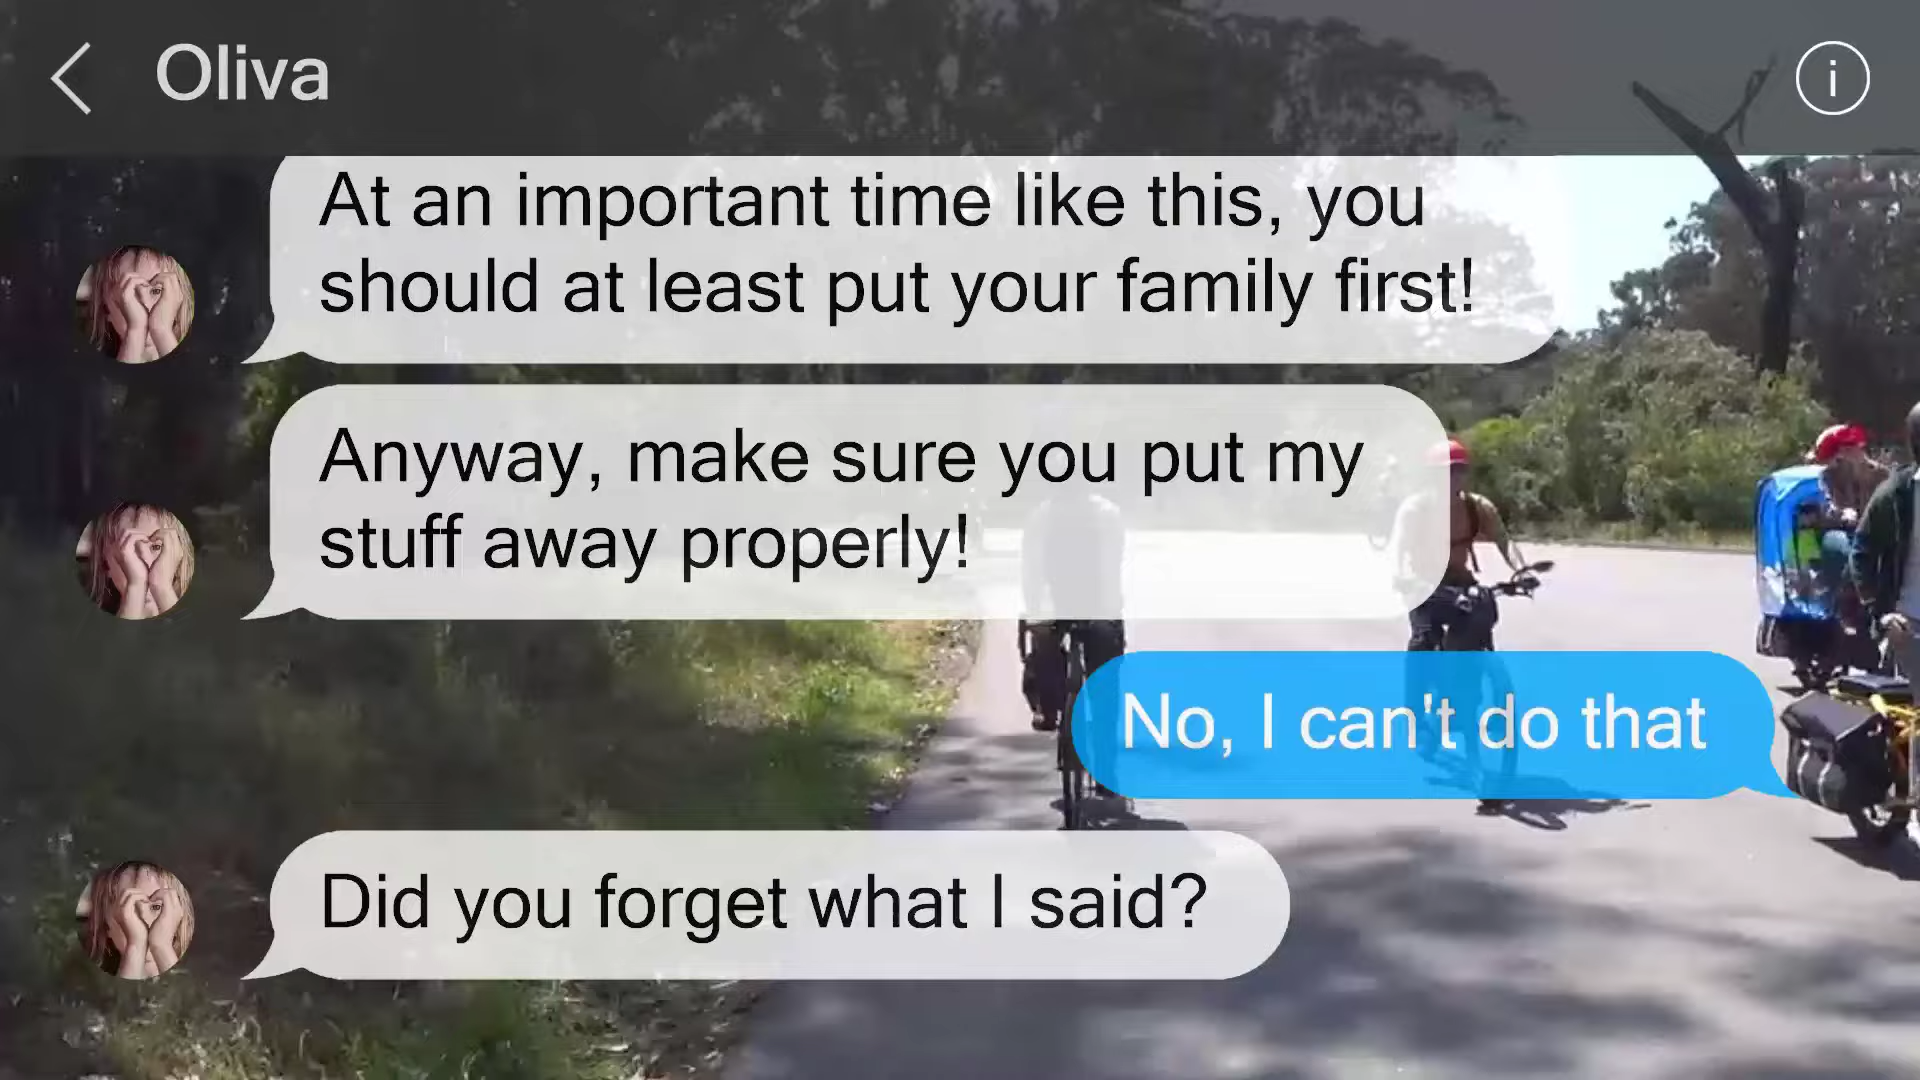 Oliva
At an important time like this, you
should at least put your family first!
Anyway, make sure you put my
stuff away properly!
No, I can't do that
Did you forget what I said?